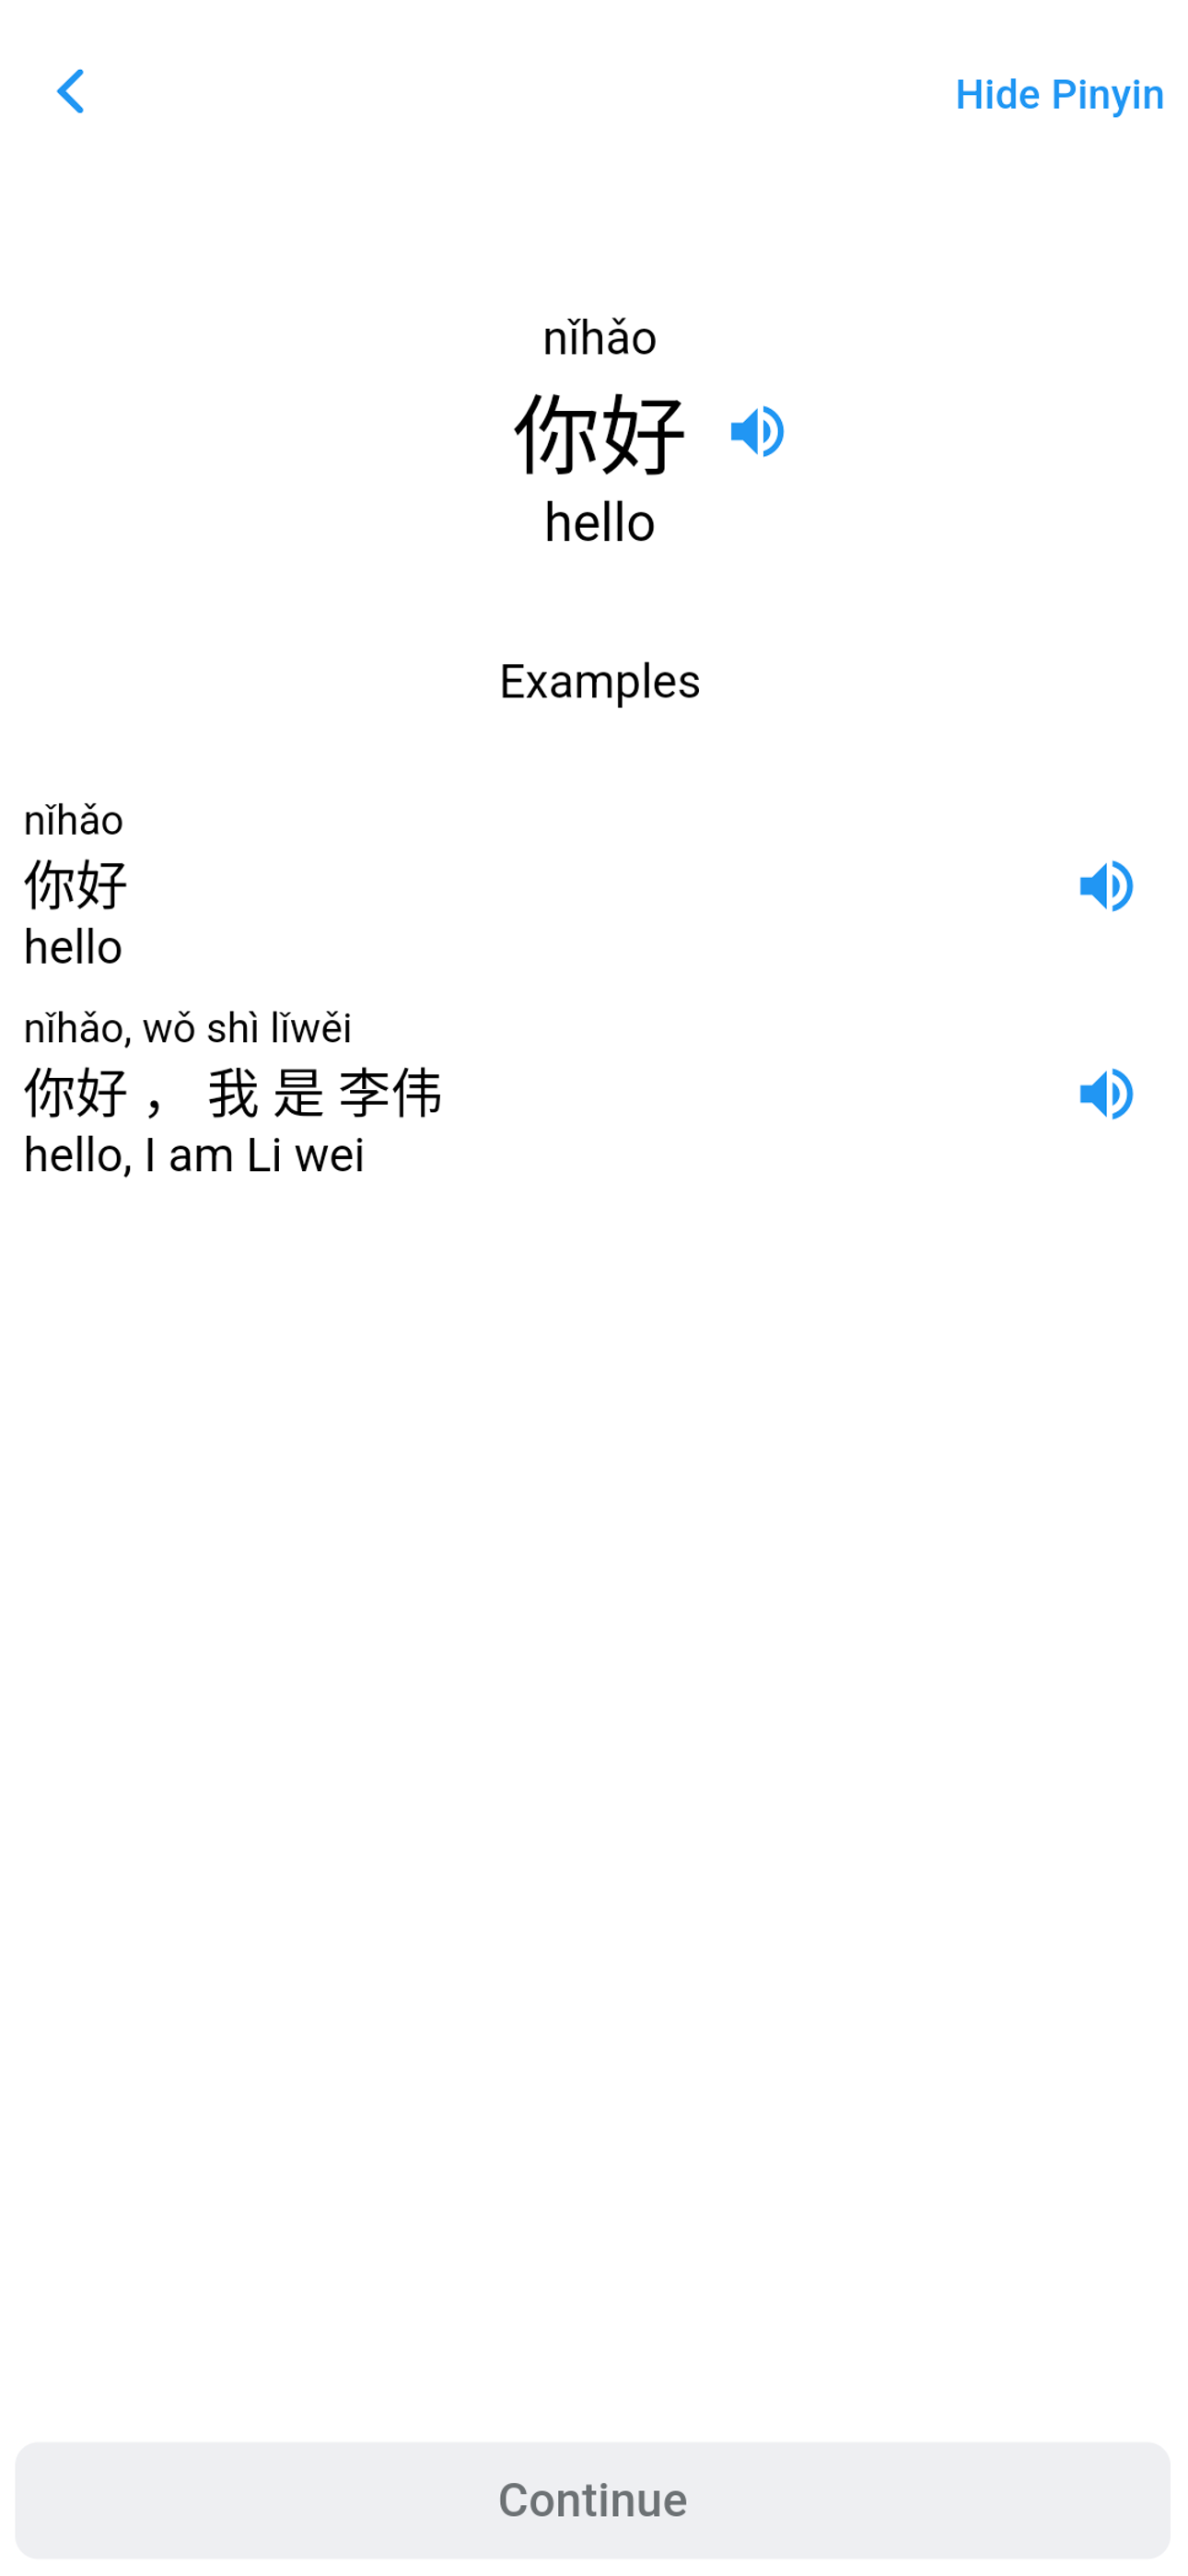 Hide Pinyin
nǐhǎo
你好
hello
Examples
nǐhǎo
你好
hello
nǐhǎo, wǒ shì lǐwěi
你好 ， 我 是 李伟
hello, I am Li wei
Continue